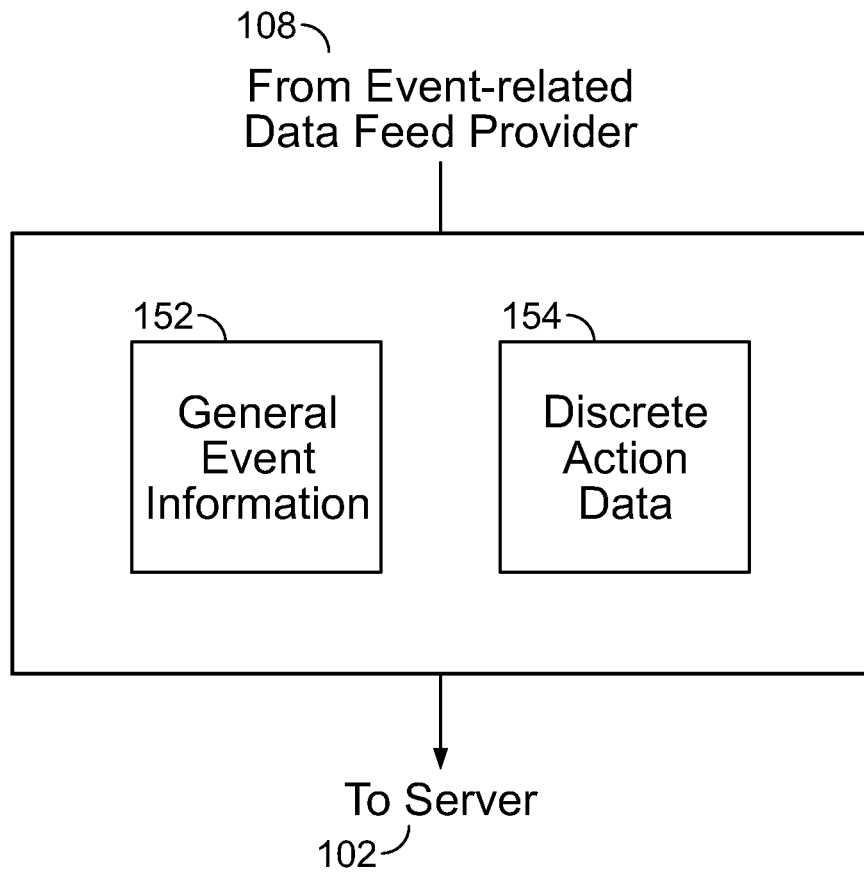 108
From Event-related
Data Feed Provider
152
General
Event
Information
154
Discrete
Action
Data
To Server
102